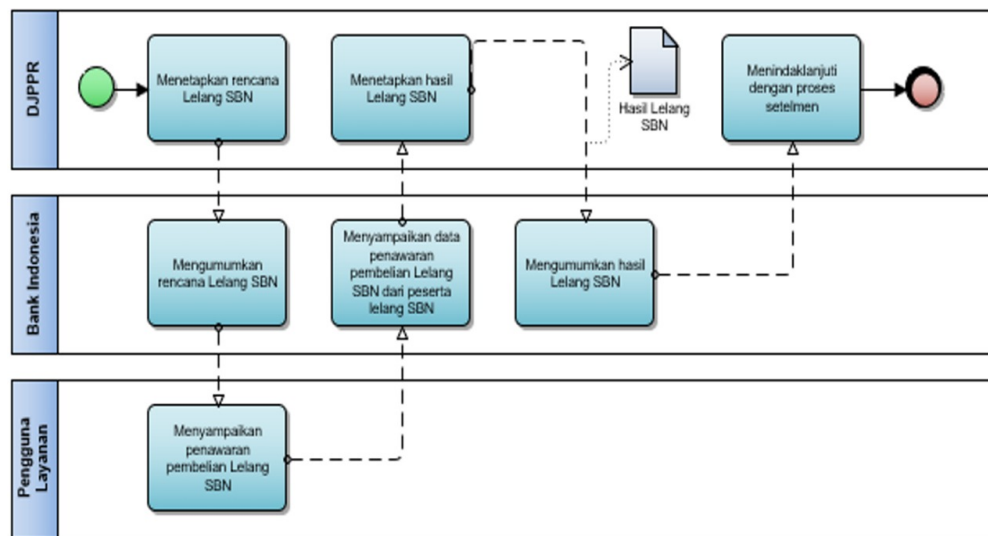 DJPPR
Menetapkan rencana
Lelang SBN
Menetapkan hasil
Lelang SBN
Hasil Lelang
SBN
Menindaklanjuti
dengan proses
setelmen
Bank Indonesia
Mengumumkan
rencana Lelang SBN
Menyampaikan data
penawaran
pembelian Lelang
SBN dari peserta
lelang SBN
Mengumumkan hasil
Lelang SBN
Pengguna
Layanan
Menyampaikan
penawaran
pembelian Lelang
SBN